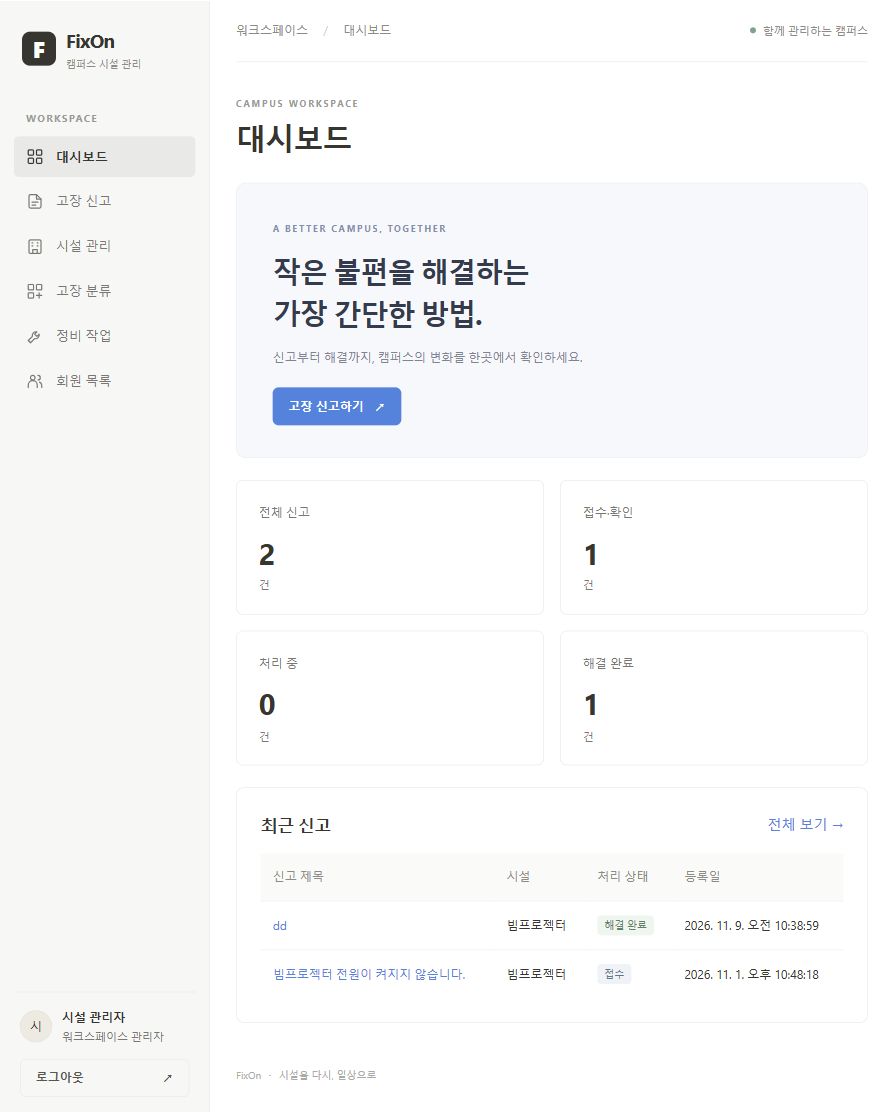 F FixOn
캠퍼스 시설 관리
WORKSPACE
대시보드
고장 신고
시설 관리
고장 분류
정비 작업
회원 목록
시 시설 관리자
워크스페이스 관리자
로그아웃 ↗
워크스페이스 / 대시보드
함께 관리하는 캠퍼스
CAMPUS WORKSPACE
대시보드
A BETTER CAMPUS, TOGETHER
작은 불편을 해결하는
가장 간단한 방법.
신고부터 해결까지, 캠퍼스의 변화를 한곳에서 확인하세요.
고장 신고하기 ↗
전체 신고
2
건
접수·확인
1
건
처리 중
0
건
해결 완료
1
건
최근 신고 전체 보기 →
신고 제목 시설 처리 상태 등록일
dd 빔프로젝터 해결 완료 2026. 11. 9. 오전 10:38:59
빔프로젝터 전원이 켜지지 않습니다. 빔프로젝터 접수 2026. 11. 1. 오후 10:48:18
FixOn · 시설을 다시, 일상으로